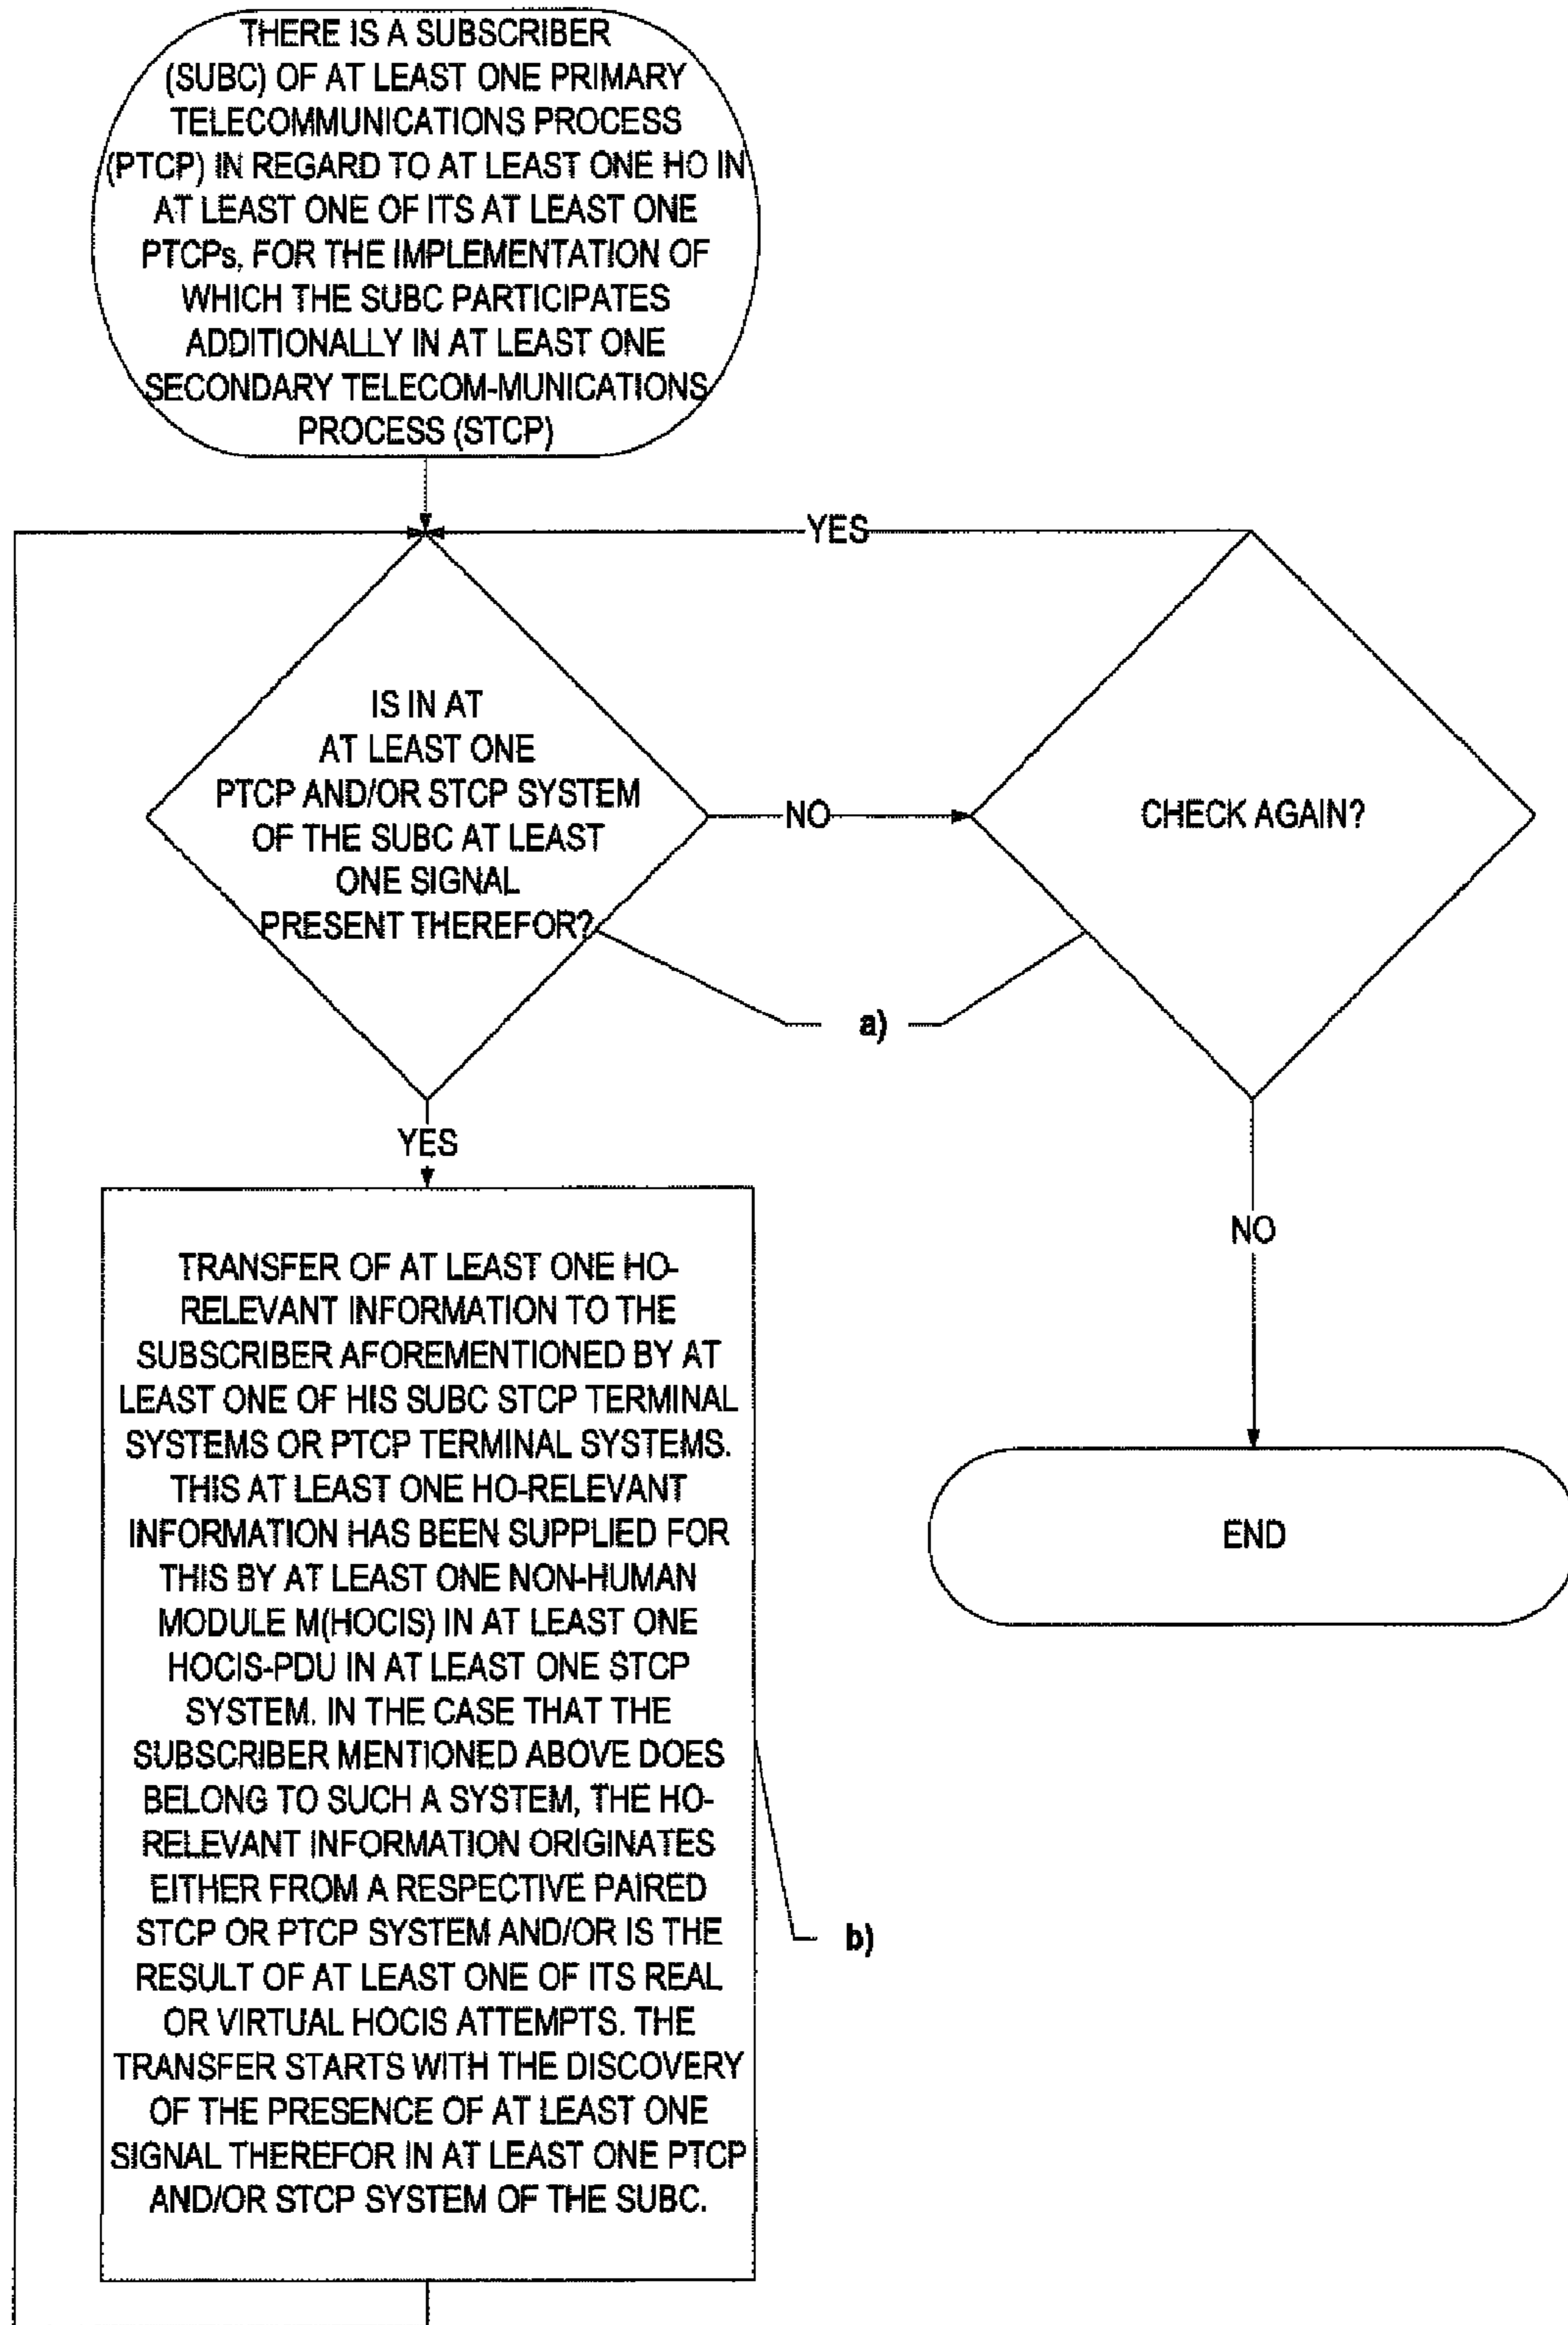 THERE IS A SUBSCRIBER
(SUBC) OF AT LEAST ONE PRIMARY
TELECOMMUNICATIONS PROCESS
(PTCP) IN REGARD TO AT LEAST ONE HO IN
AT LEAST ONE OF ITS AT LEAST ONE
PTCPs, FOR THE IMPLEMENTATION OF
WHICH THE SUBC PARTICIPATES
ADDITIONALLY IN AT LEAST ONE
SECONDARY TELECOM-MUNICATIONS
PROCESS (STCP)
YES
IS IN AT
AT LEAST ONE
PTCP AND/OR STCP SYSTEM
OF THE SUBC AT LEAST
ONE SIGNAL
PRESENT THEREFOR?
NO
CHECK AGAIN?
a)
YES
NO
TRANSFER OF AT LEAST ONE HO-
RELEVANT INFORMATION TO THE
SUBSCRIBER AFOREMENTIONED BY AT
LEAST ONE OF HIS SUBC STCP TERMINAL
SYSTEMS OR PTCP TERMINAL SYSTEMS.
THIS AT LEAST ONE HO-RELEVANT
INFORMATION HAS BEEN SUPPLIED FOR
THIS BY AT LEAST ONE NON-HUMAN
MODULE M(HOCIS) IN AT LEAST ONE
HOCIS-PDU IN AT LEAST ONE STCP
SYSTEM. IN THE CASE THAT THE
SUBSCRIBER MENTIONED ABOVE DOES
BELONG TO SUCH A SYSTEM, THE HO-
RELEVANT INFORMATION ORIGINATES
EITHER FROM A RESPECTIVE PAIRED
STCP OR PTCP SYSTEM AND/OR IS THE
RESULT OF AT LEAST ONE OF ITS REAL
OR VIRTUAL HOCIS ATTEMPTS. THE
TRANSFER STARTS WITH THE DISCOVERY
OF THE PRESENCE OF AT LEAST ONE
SIGNAL THEREFOR IN AT LEAST ONE PTCP
AND/OR STCP SYSTEM OF THE SUBC.
END
b)